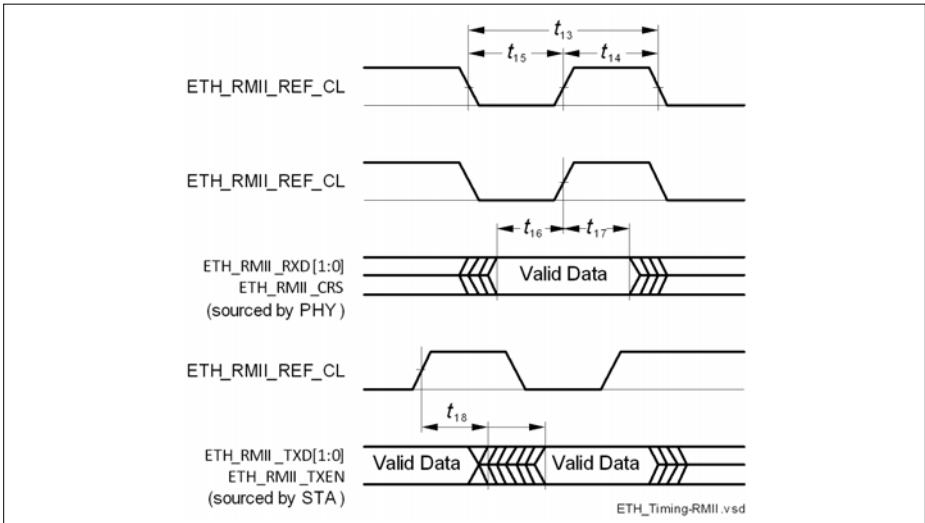 t13
t15 t14
ETH_RMII_REF_CL
ETH_RMII_REF_CL
t16 t17
ETH_RMII_RXD[1:0]
ETH_RMII_CRS
(sourced by PHY)
Valid Data
ETH_RMII_REF_CL
t18
ETH_RMII_TXD[1:0]
ETH_RMII_TXEN
(sourced by STA)
Valid Data Valid Data
ETH_Timing-RMII.vsd